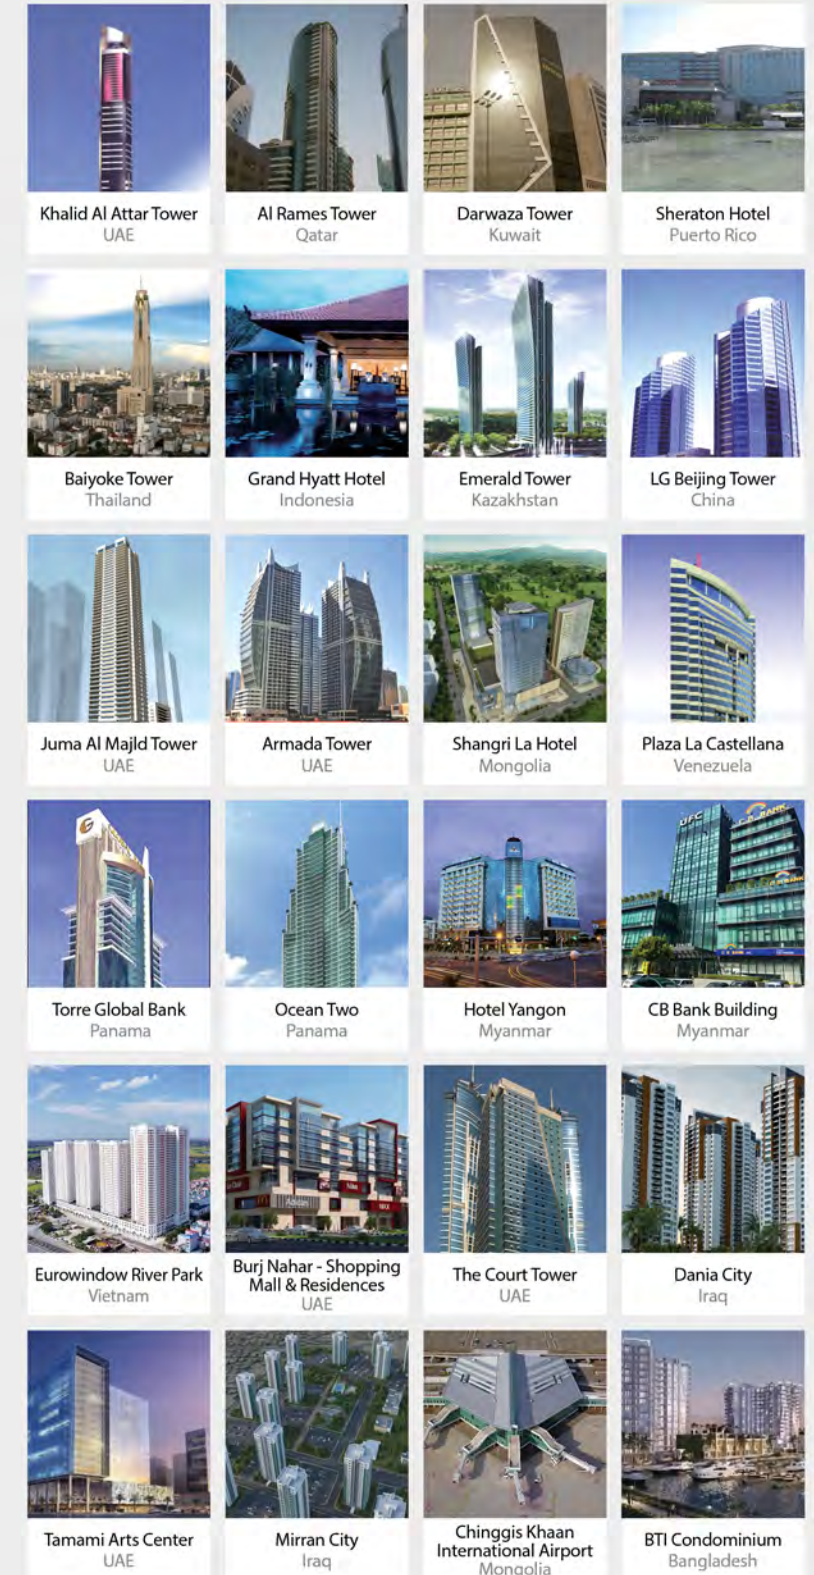 Khalid Al Attar Tower
UAE
Al Rames Tower
Qatar
Darwaza Tower
Kuwait
Sheraton Hotel
Puerto Rico
Baiyoke Tower
Thailand
Grand Hyatt Hotel
Indonesia
Emerald Tower
Kazakhstan
LG Beijing Tower
China
Juma Al Majld Tower
UAE
Armada Tower
UAE
Shangri La Hotel
Mongolia
Plaza La Castellana
Venezuela
G
UFC
C.B. BANK
Torre Global Bank
Panama
Ocean Two
Panama
Hotel Yangon
Myanmar
CB Bank Building
Myanmar
Eurowindow River Park
Vietnam
Burj Nahar - Shopping
Mall & Residences
UAE
The Court Tower
UAE
Dania City
Iraq
Tamami Arts Center
UAE
Mirran City
Iraq
Chinggis Khaan
International Airport
Mongolia
BTI Condominium
Bangladesh